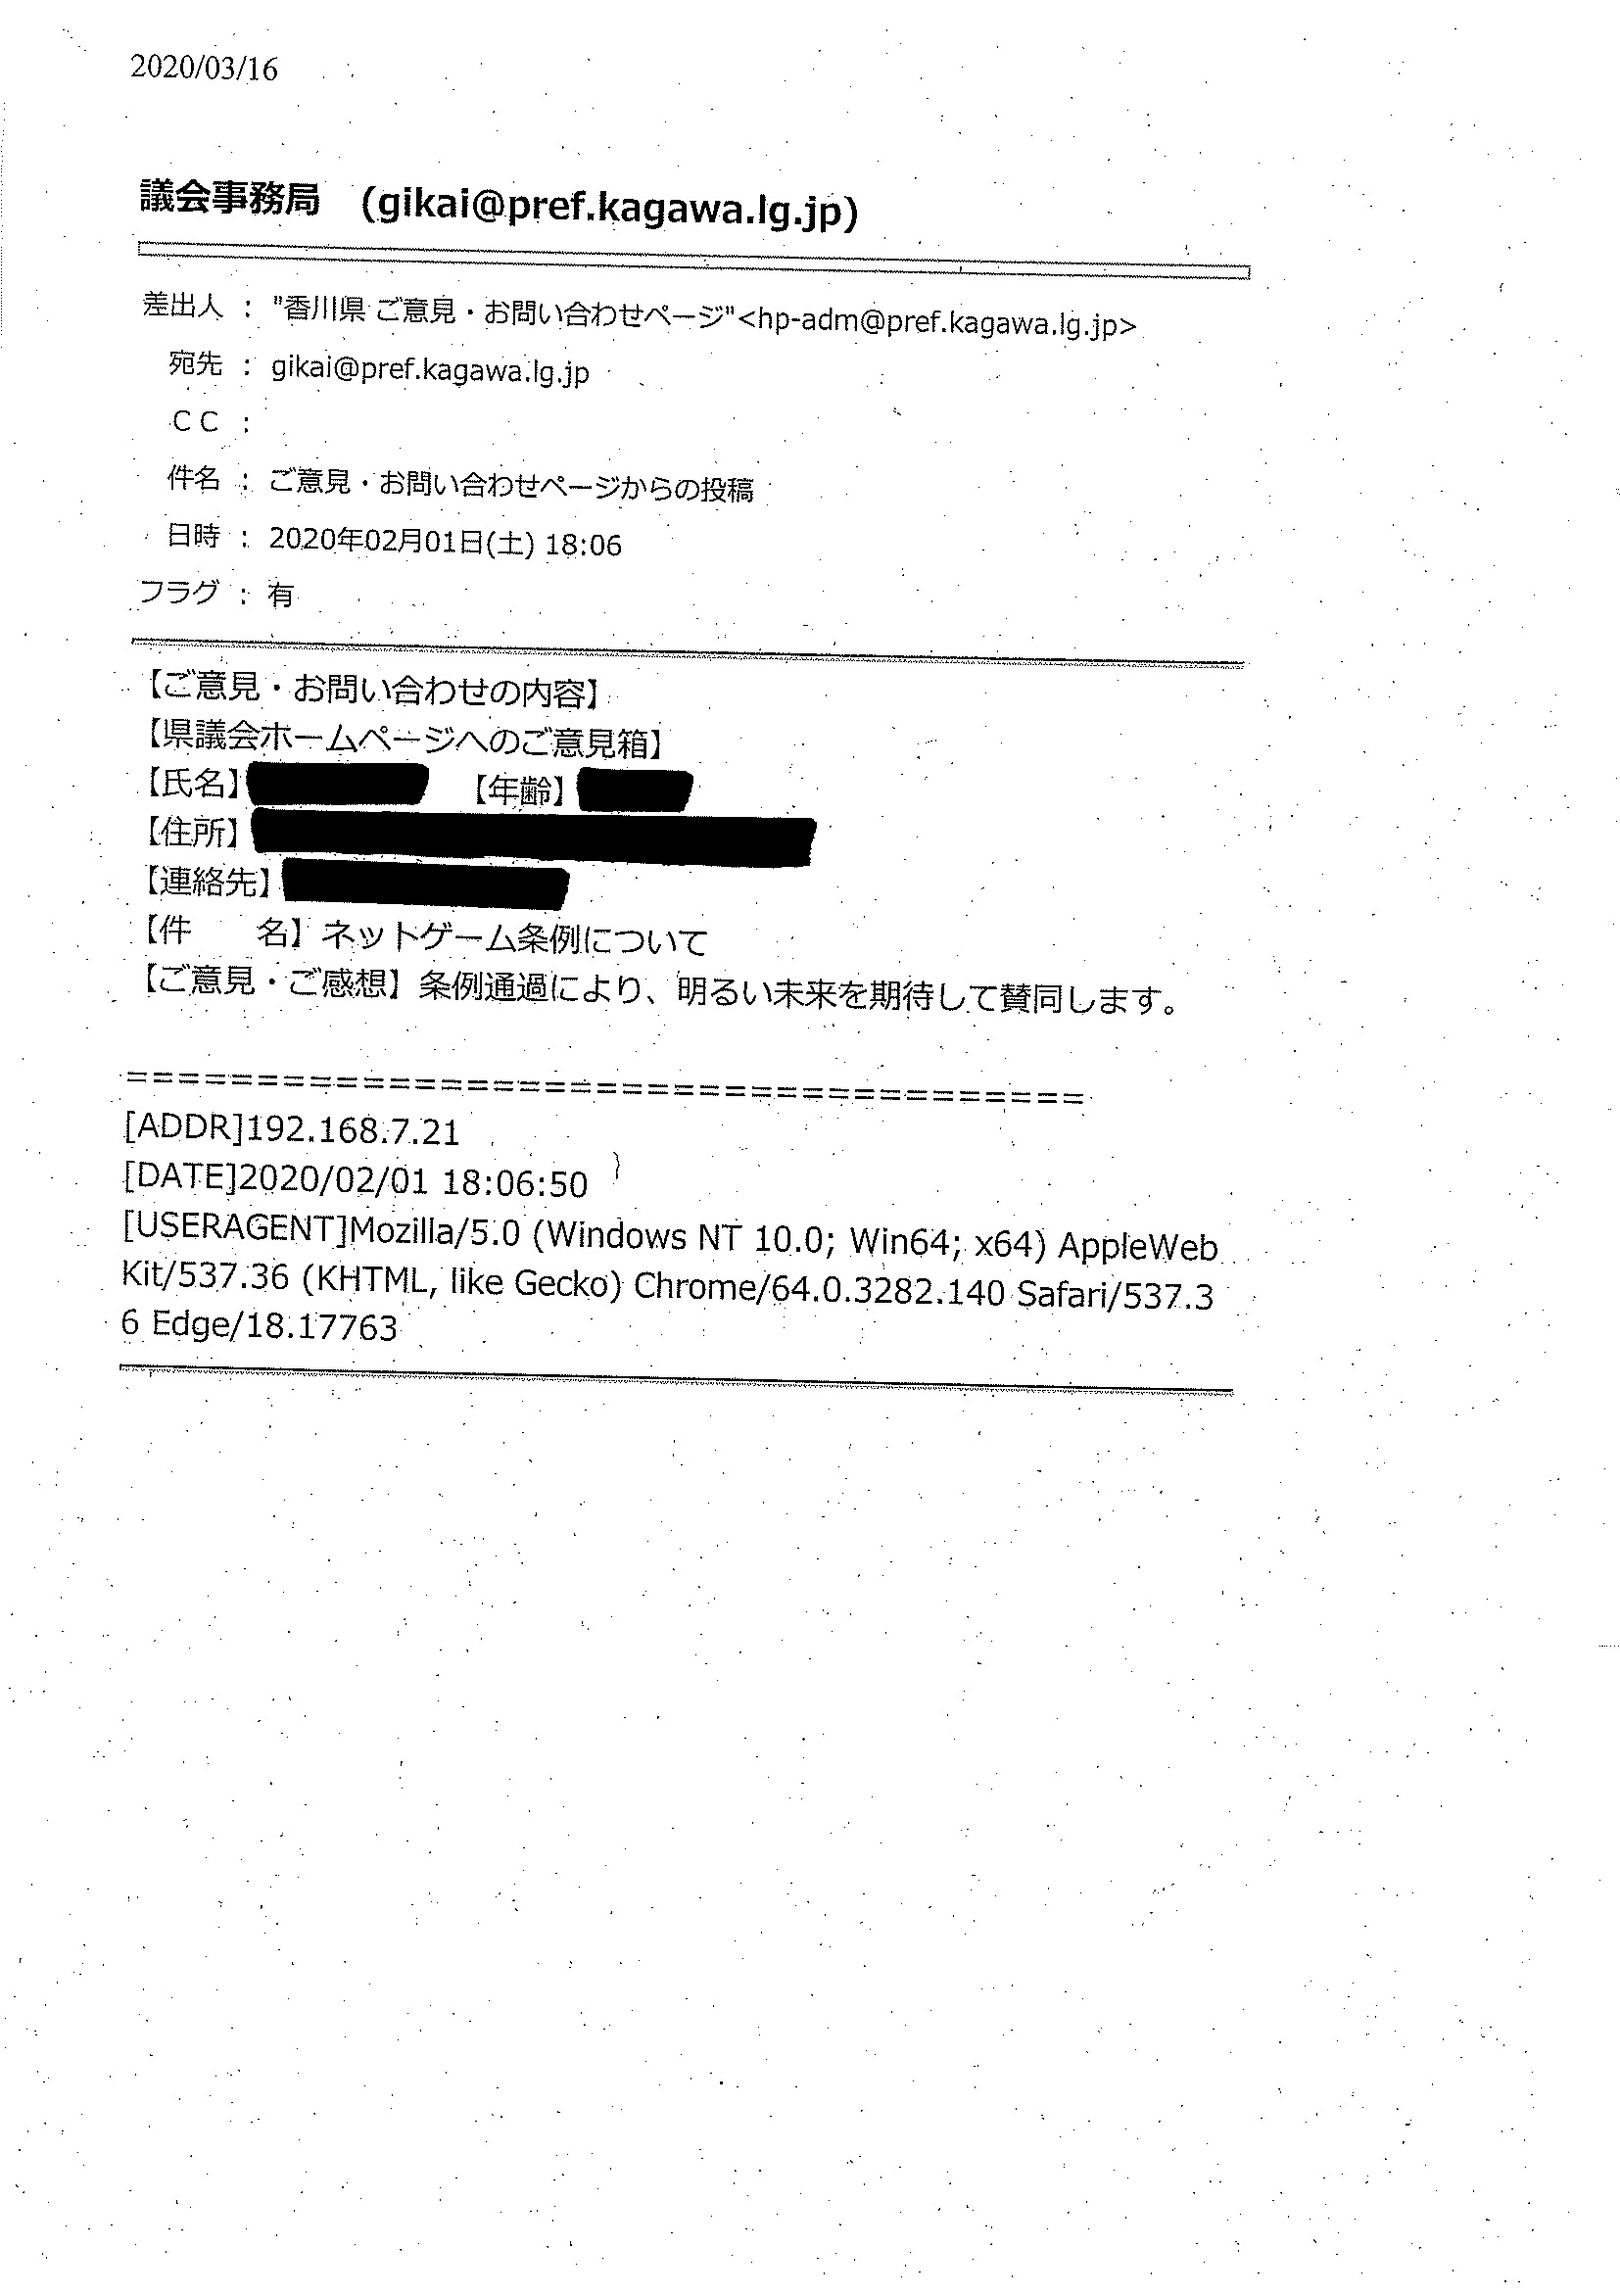 2020/03/16
議会事務局　(gikai@pref.kagawa.lg.jp)
差出人 ： "香川県 ご意見・お問い合わせページ"<hp-adm@pref.kagawa.lg.jp>
宛先 ： gikai@pref.kagawa.lg.jp
ＣＣ ：
件名 ： ご意見・お問い合わせページからの投稿
日時 ： 2020年02月01日(土) 18:06
フラグ ： 有
【ご意見・お問い合わせの内容】
【県議会ホームページへのご意見箱】
【氏名】　【年齢】
【住所】
【連絡先】
【件　　名】ネットゲーム条例について
【ご意見・ご感想】条例通過により、明るい未来を期待して賛同します。
=====================================
[ADDR]192.168.7.21
[DATE]2020/02/01 18:06:50
[USERAGENT]Mozilla/5.0 (Windows NT 10.0; Win64; x64) AppleWeb
Kit/537.36 (KHTML, like Gecko) Chrome/64.0.3282.140 Safari/537.3
6 Edge/18.17763